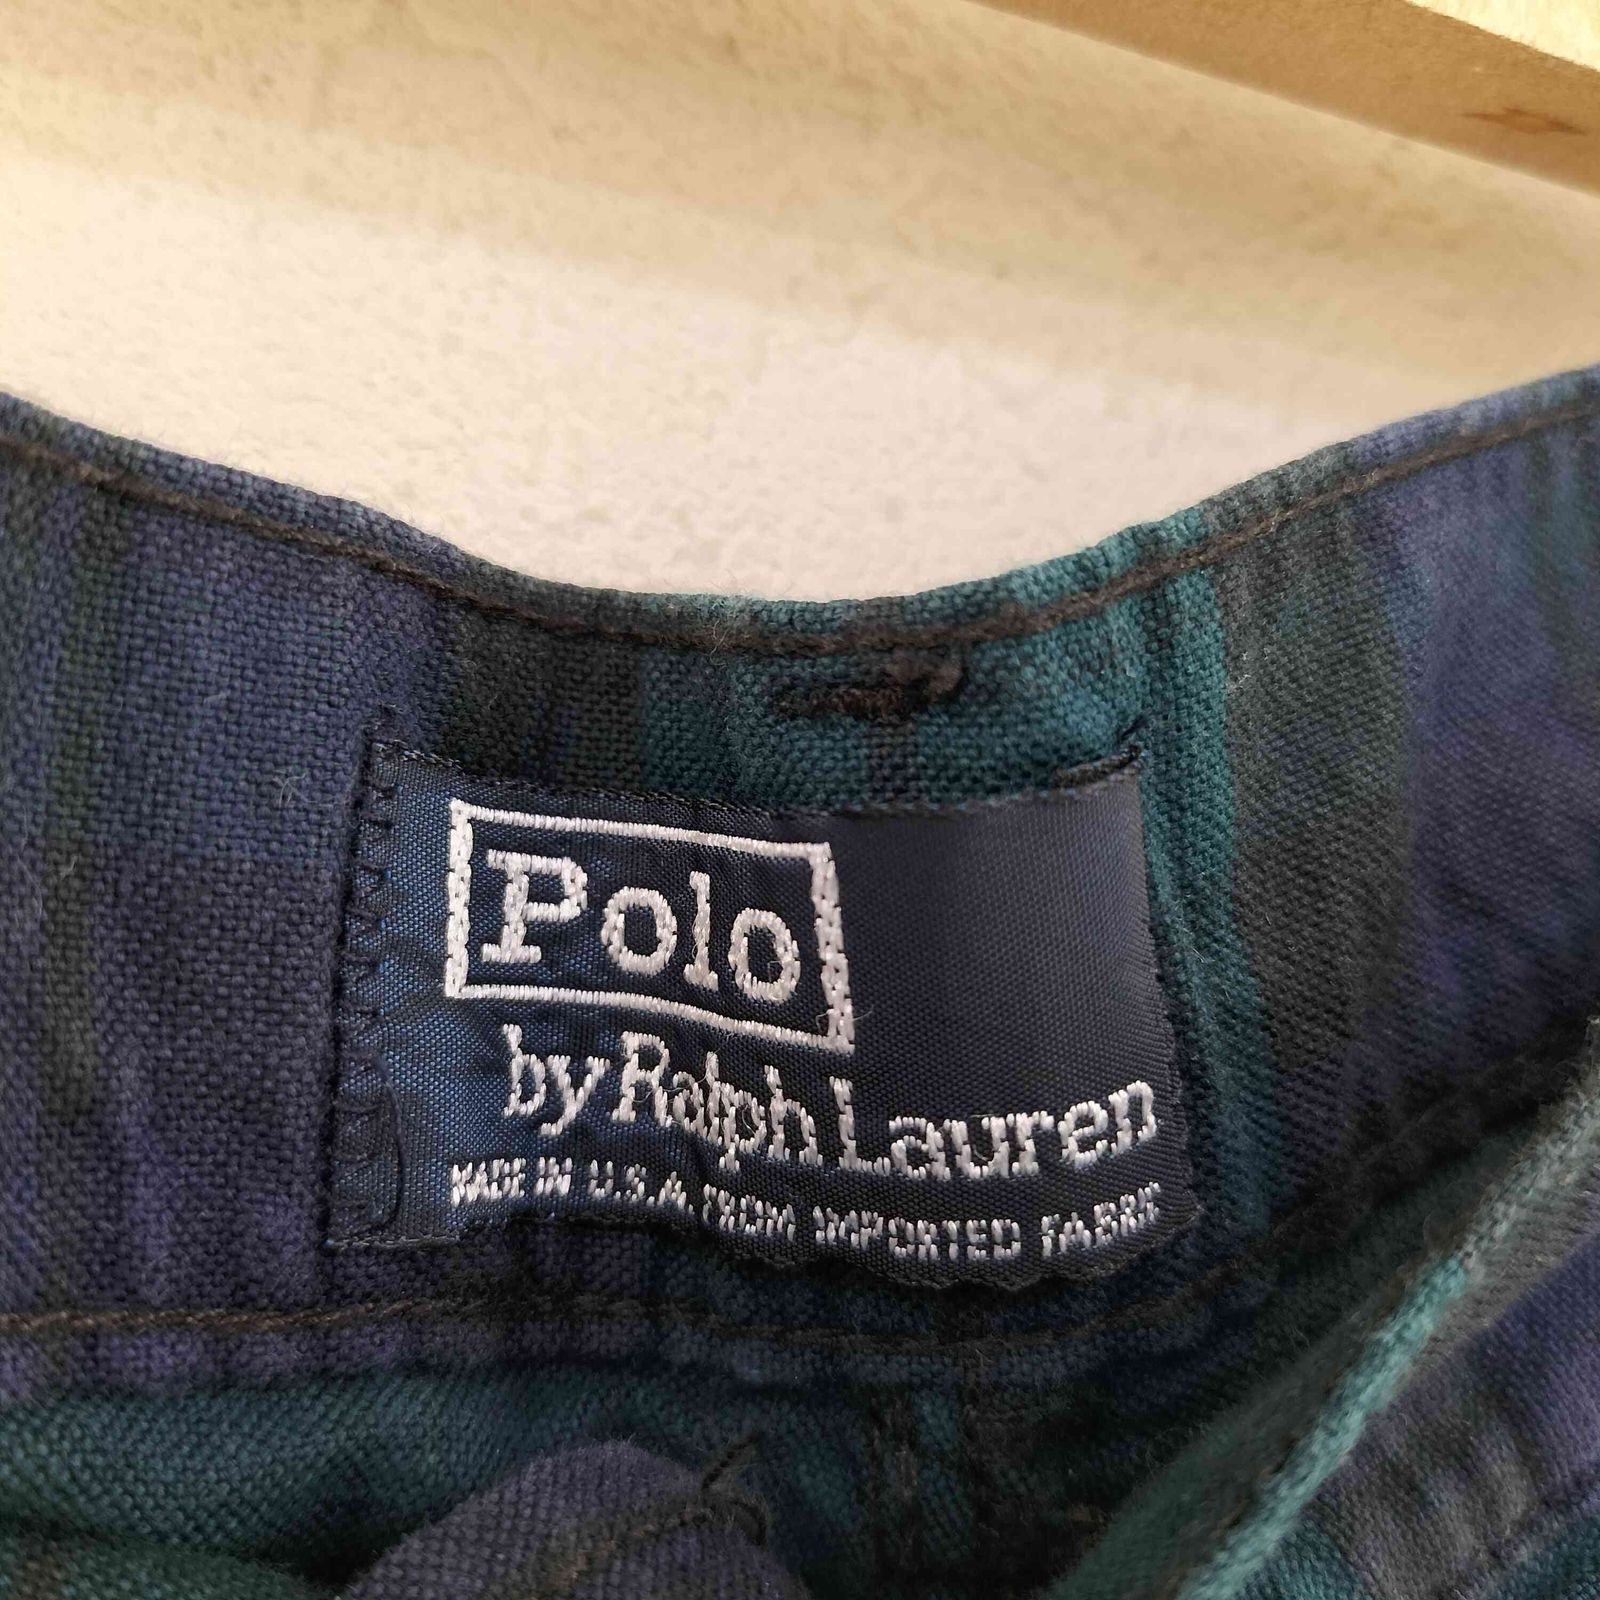 Polo
by Ralph Lauren
MADE IN U.S.A. FROM IMPORTED FABRIC